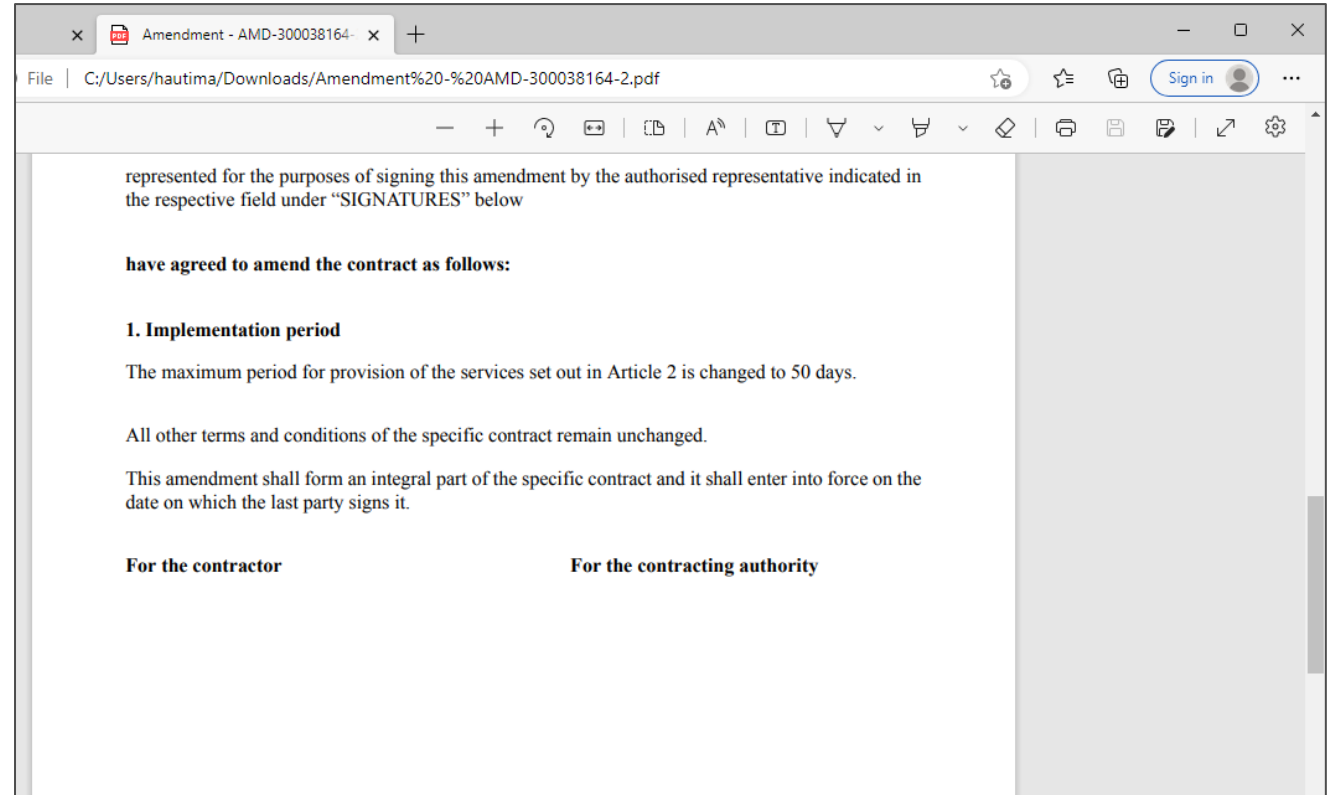 Amendment - AMD-300038164-
File
C:/Users/hautima/Downloads/Amendment%20-%20AMD-300038164-2.pdf
Sign in
represented for the purposes of signing this amendment by the authorised representative indicated in
the respective field under “SIGNATURES” below
have agreed to amend the contract as follows:
1. Implementation period
The maximum period for provision of the services set out in Article 2 is changed to 50 days.
All other terms and conditions of the specific contract remain unchanged.
This amendment shall form an integral part of the specific contract and it shall enter into force on the
date on which the last party signs it.
For the contractor For the contracting authority